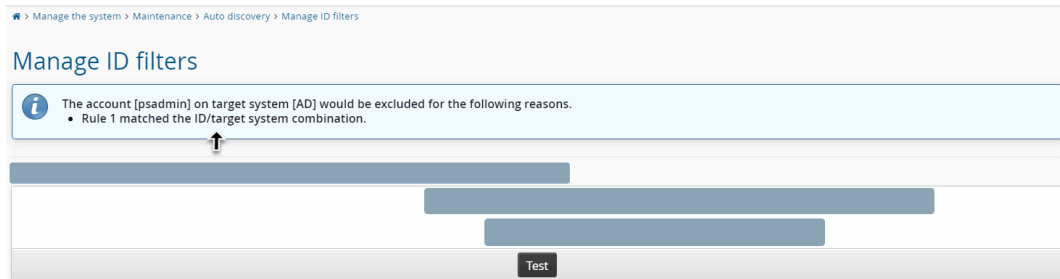 > Manage the system > Maintenance > Auto discovery > Manage ID filters
Manage ID filters
The account [psadmin] on target system [AD] would be excluded for the following reasons.
• Rule 1 matched the ID/target system combination.
Test